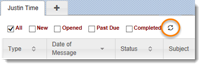 Justin Time
All New Opened Past Due Completed
Type Date of Message Status Subject